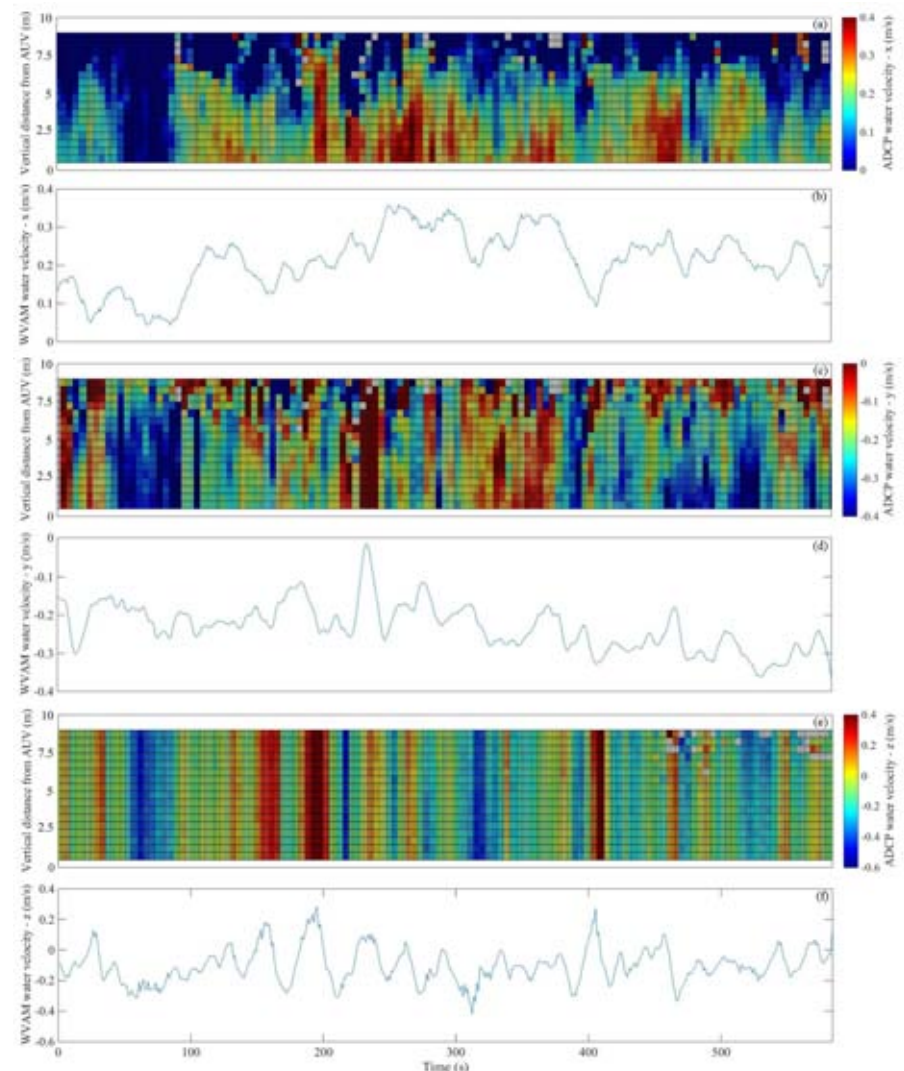 (a)
Vertical distance from AUV (m)
10
7.5
5
2.5
0
0.4
0.3
0.2
0.1
0
ADCP water velocity - x (m/s)
(b)
WVAM water velocity - x (m/s)
0.4
0.3
0.2
0.1
0
(c)
Vertical distance from AUV (m)
10
7.5
5
2.5
0
0
-0.1
-0.2
-0.3
-0.4
ADCP water velocity - y (m/s)
(d)
WVAM water velocity - y (m/s)
0
-0.1
-0.2
-0.3
-0.4
(e)
Vertical distance from AUV (m)
10
7.5
5
2.5
0
0.4
0.2
0
-0.2
-0.4
-0.6
ADCP water velocity - z (m/s)
(f)
WVAM water velocity - z (m/s)
0.4
0.2
0
-0.2
-0.4
-0.6
0 100 200 300 400 500
Time (s)